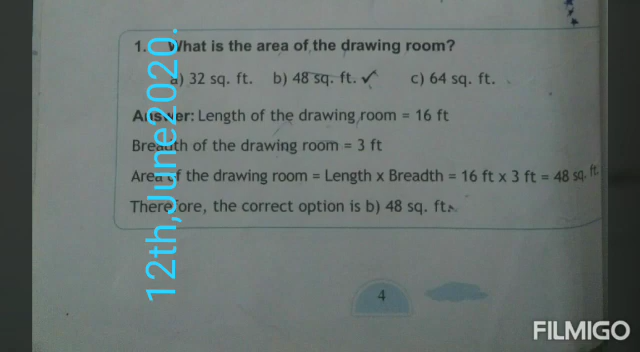 1. What is the area of the drawing room?
a) 32 sq. ft. b) 48 sq. ft. ✓ c) 64 sq. ft.
Answer: Length of the drawing room = 16 ft
Breadth of the drawing room = 3 ft
Area of the drawing room = Length x Breadth = 16 ft x 3 ft = 48 sq. ft.
Therefore, the correct option is b) 48 sq. ft.
12th,June2020.
4
FILMIGO